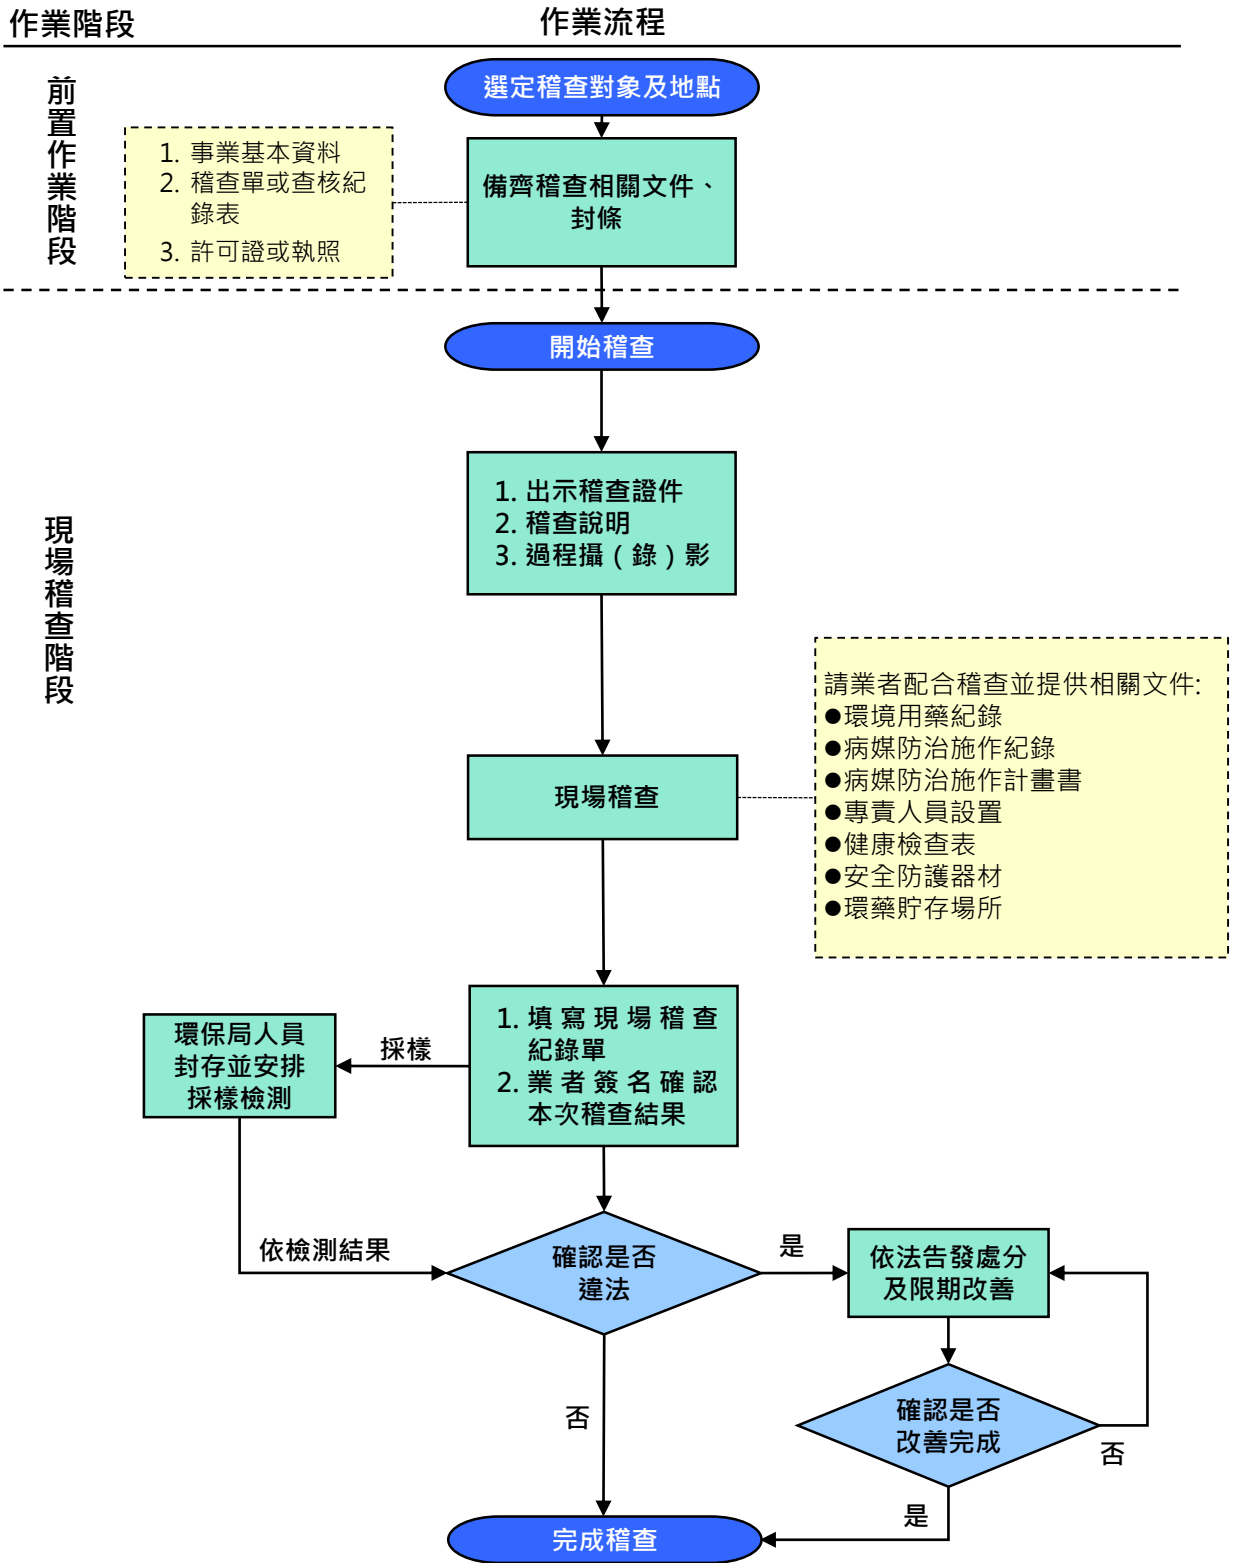 作業階段
作業流程
前置作業階段
選定稽查對象及地點
1. 事業基本資料
2. 稽查單或查核紀
錄表
3. 許可證或執照
備齊稽查相關文件、
封條
開始稽查
現場稽查階段
1. 出示稽查證件
2. 稽查說明
3. 過程攝（錄）影
請業者配合稽查並提供相關文件:
●環境用藥紀錄
●病媒防治施作紀錄
●病媒防治施作計畫書
●專責人員設置
●健康檢查表
●安全防護器材
●環藥貯存場所
現場稽查
1. 填寫現場稽查
紀錄單
2. 業者簽名確認
本次稽查結果
採樣
環保局人員
封存並安排
採樣檢測
依檢測結果
確認是否
違法
是
依法告發處分
及限期改善
否
確認是否
改善完成
否
是
完成稽查